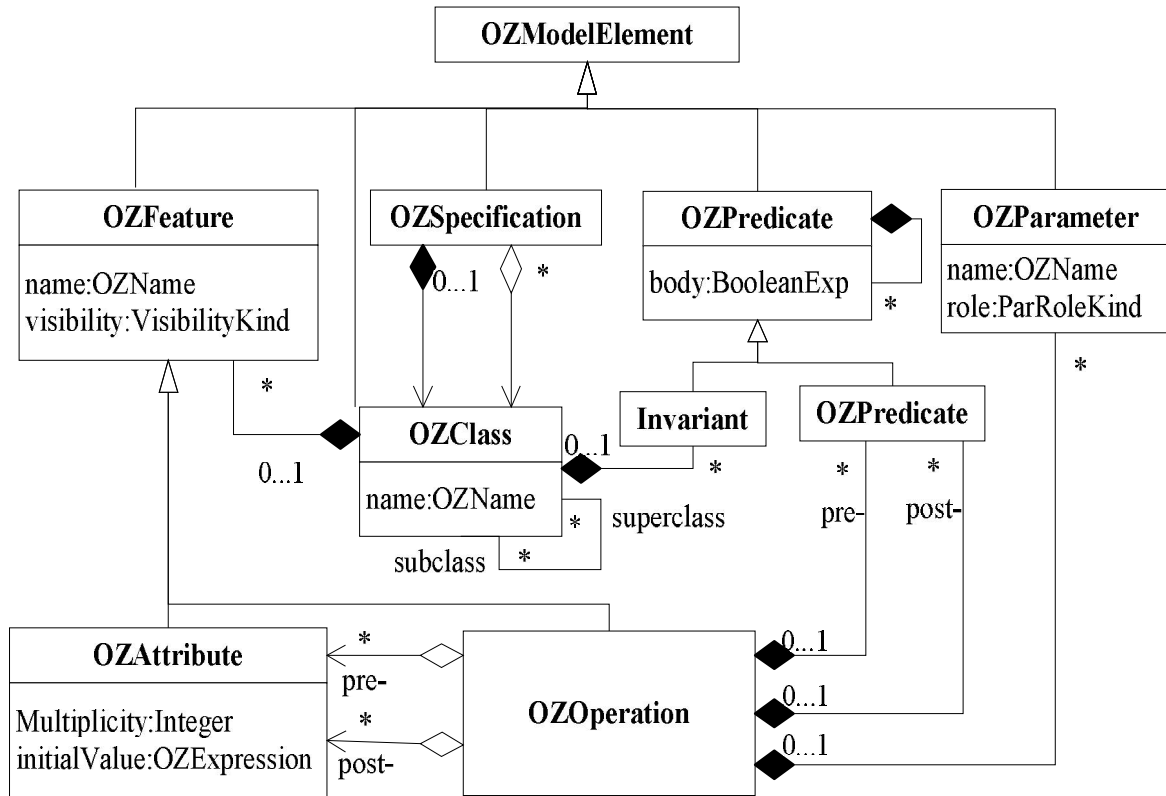 OZModelElement
OZFeature
name:OZName
visibility:VisibilityKind
OZSpecification
0...1
*
OZPredicate
body:BooleanExp
*
OZParameter
name:OZName
role:ParRoleKind
*
*
0...1
OZClass
name:OZName
0...1
*
Invariant
OZPredicate
*
*
pre-
post-
*
superclass
subclass
*
OZAttribute
Multiplicity:Integer
initialValue:OZExpression
*
pre-
*
post-
OZOperation
0...1
0...1
0...1